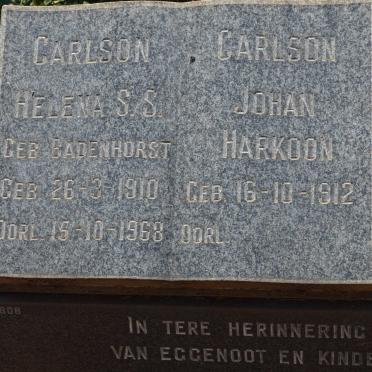 CARLSON
HELENA S.S.
GEB BADENHORST
GEB 26-3-1910
OORL. 15-10-1968
CARLSON
JOHAN
HARKOON
GEB 16-10-1912
OORL.
IN TERE HERINNERING
VAN EGGENOOT EN KINDE